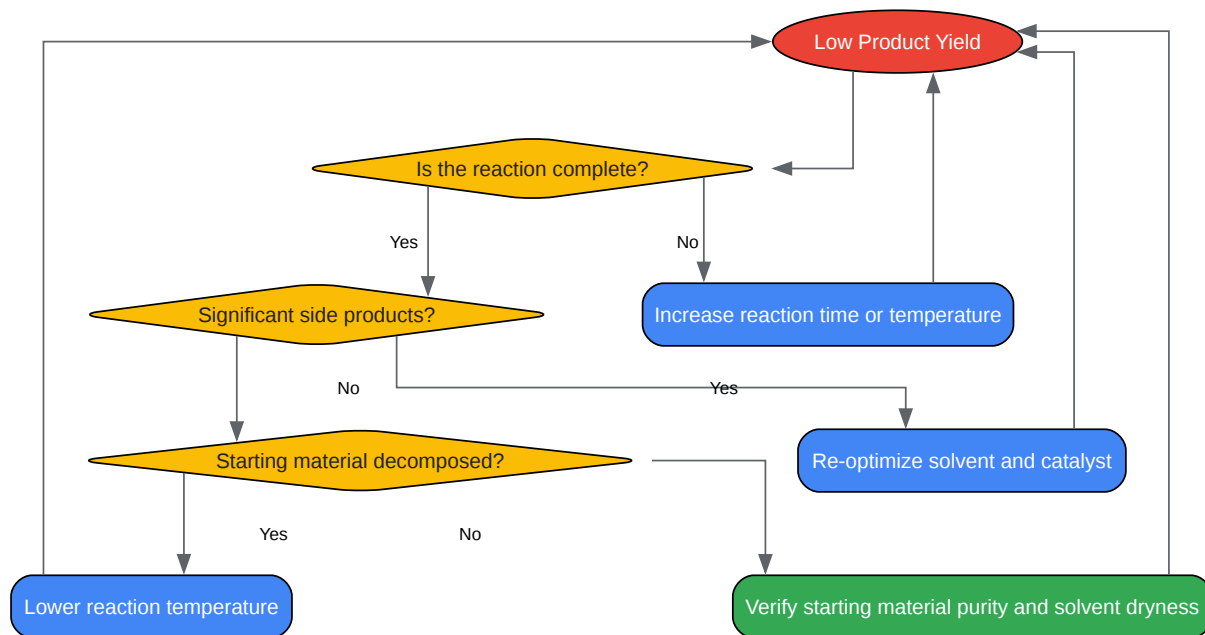 Low Product Yield
Is the reaction complete?
Yes
No
Significant side products?
Increase reaction time or temperature
No
Yes
Starting material decomposed?
Re-optimize solvent and catalyst
Yes
No
Lower reaction temperature
Verify starting material purity and solvent dryness